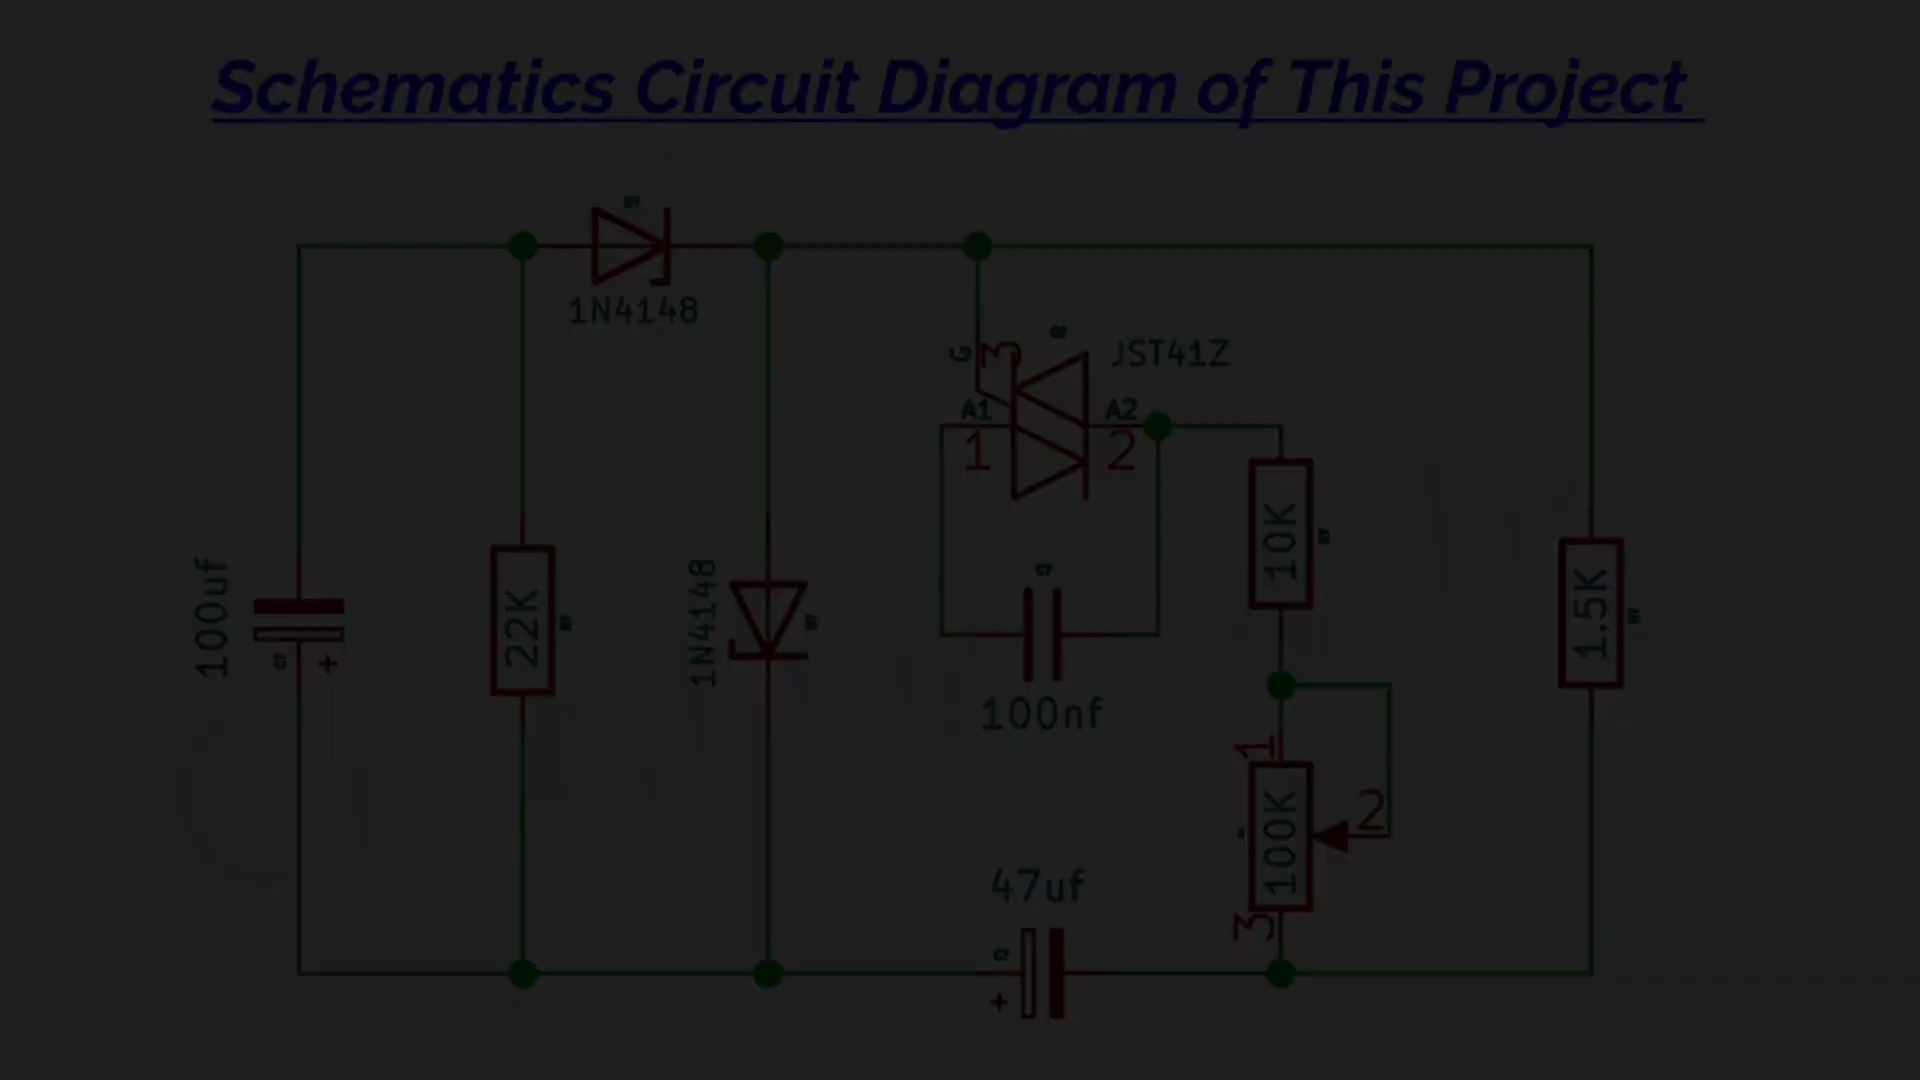 Schematics Circuit Diagram of This Project
1N4148
JST41Z
G
3
A1
A2
1
2
10K
1.5K
100uf
+
22K
1N4148
100nf
1
100K
2
3
47uf
+